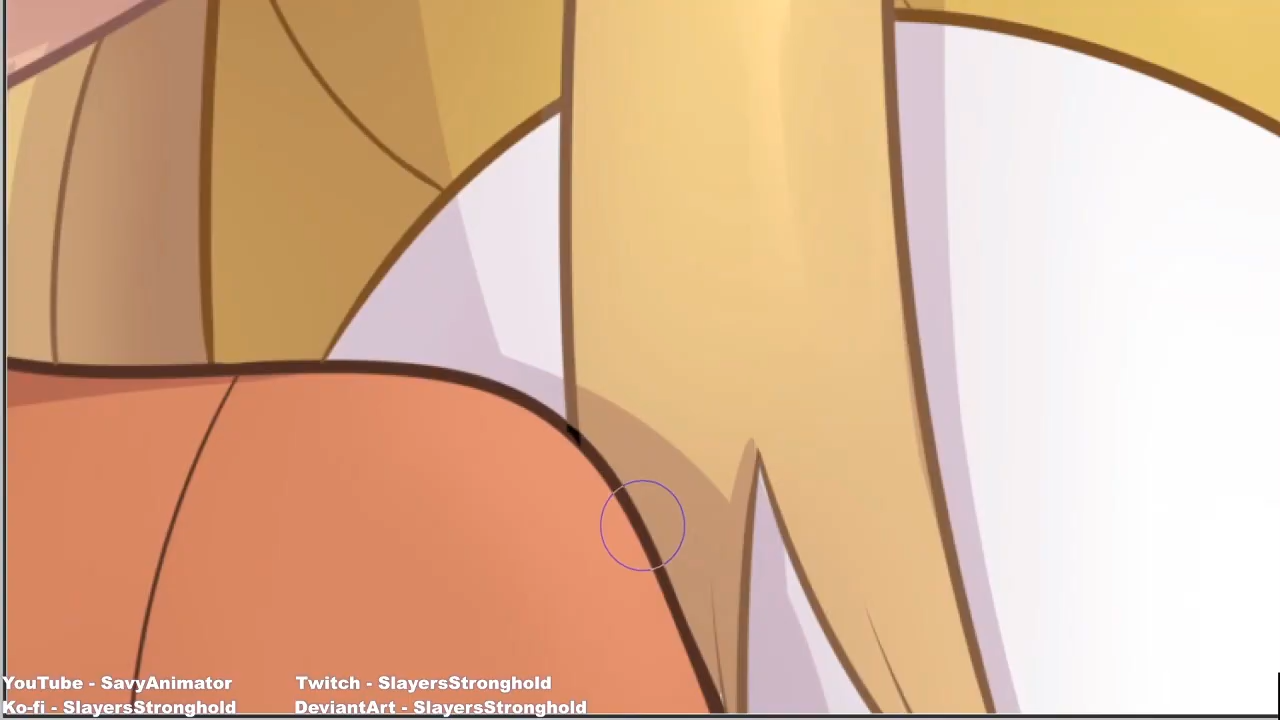 YouTube - SavyAnimator Twitch - SlayersStronghold
Ko-fi - SlayersStronghold DeviantArt - SlayersStronghold